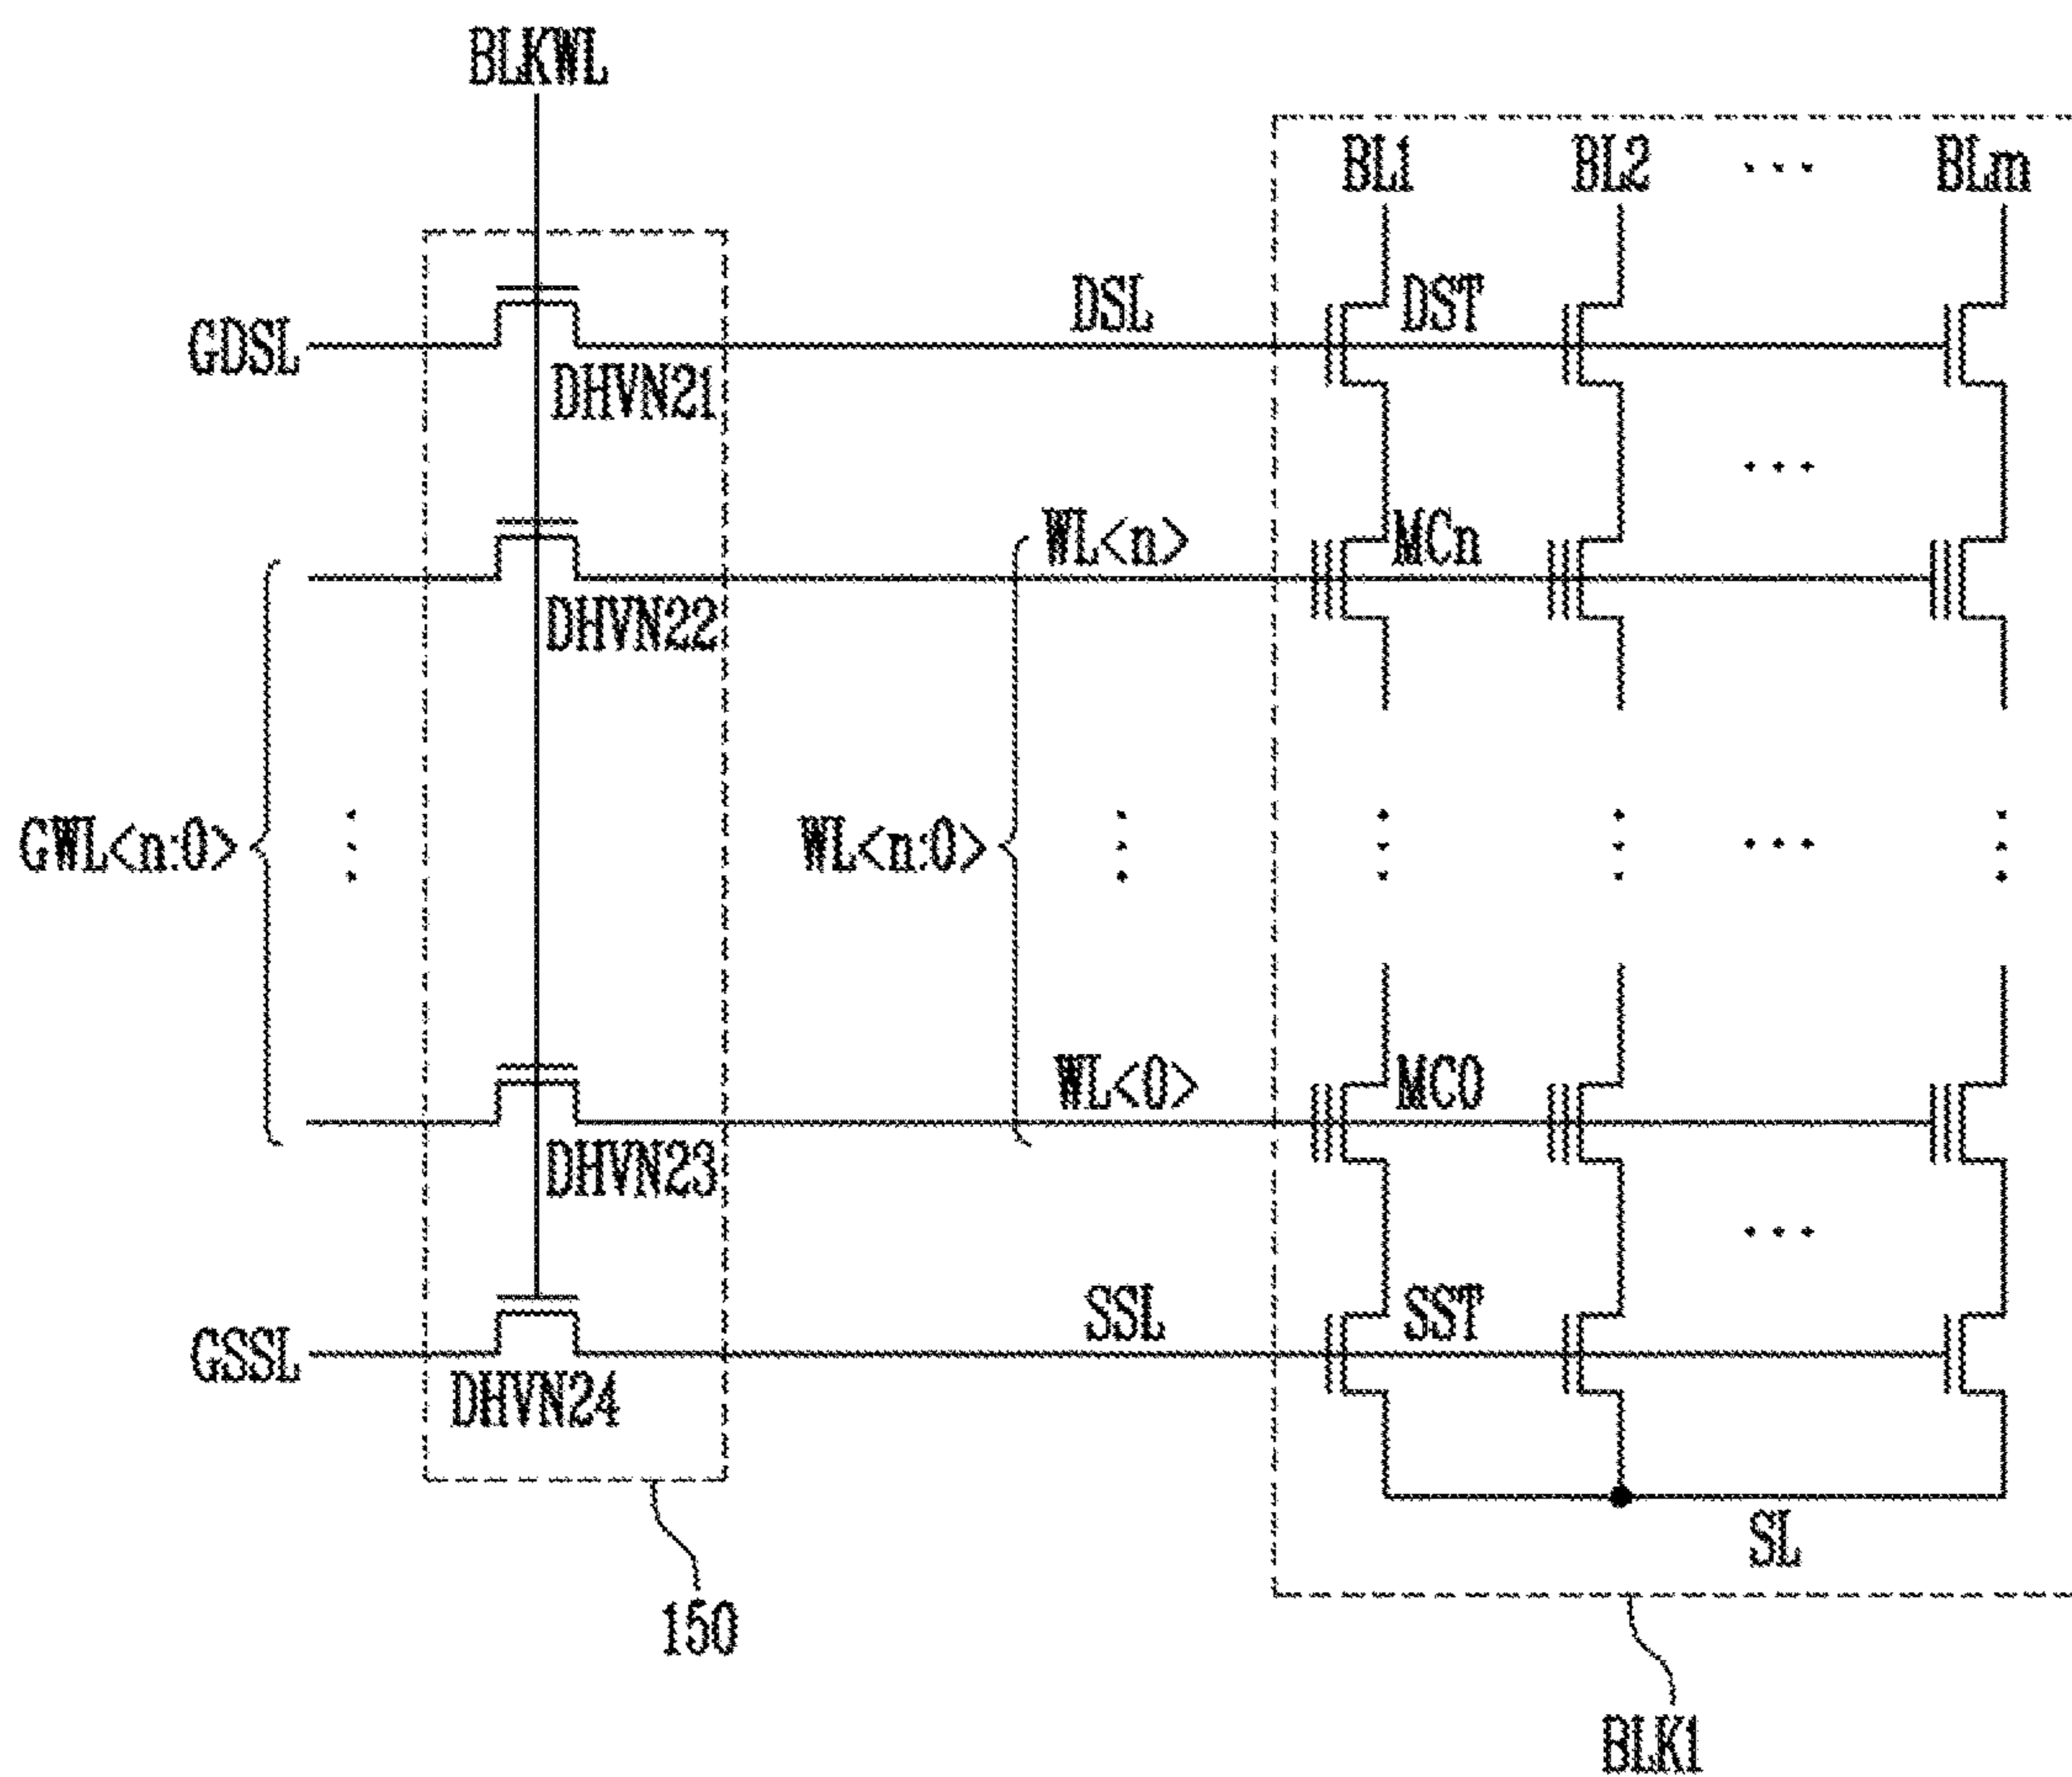 BLKWL
BL1 BL2 ... BLm
DSL DST
GDSL
DHVN21
...
WL<n> MCn
DHVN22
GWL<n:0> WL<n:0> ...
WL<0> MC0
DHVN23
...
SSL SST
GSSL
DHVN24
SL
150
BLK1